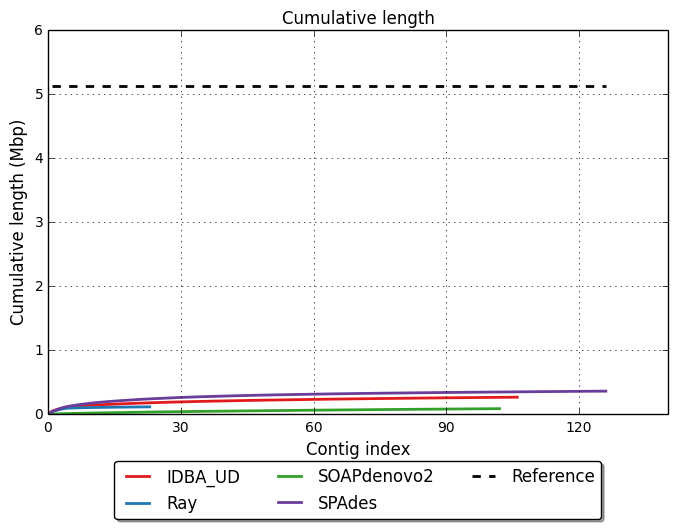 Cumulative length
6
5
4
3
2
1
0
Cumulative length (Mbp)
0 30 60 90 120
Contig index
IDBA_UD SOAPdenovo2 Reference
Ray SPAdes